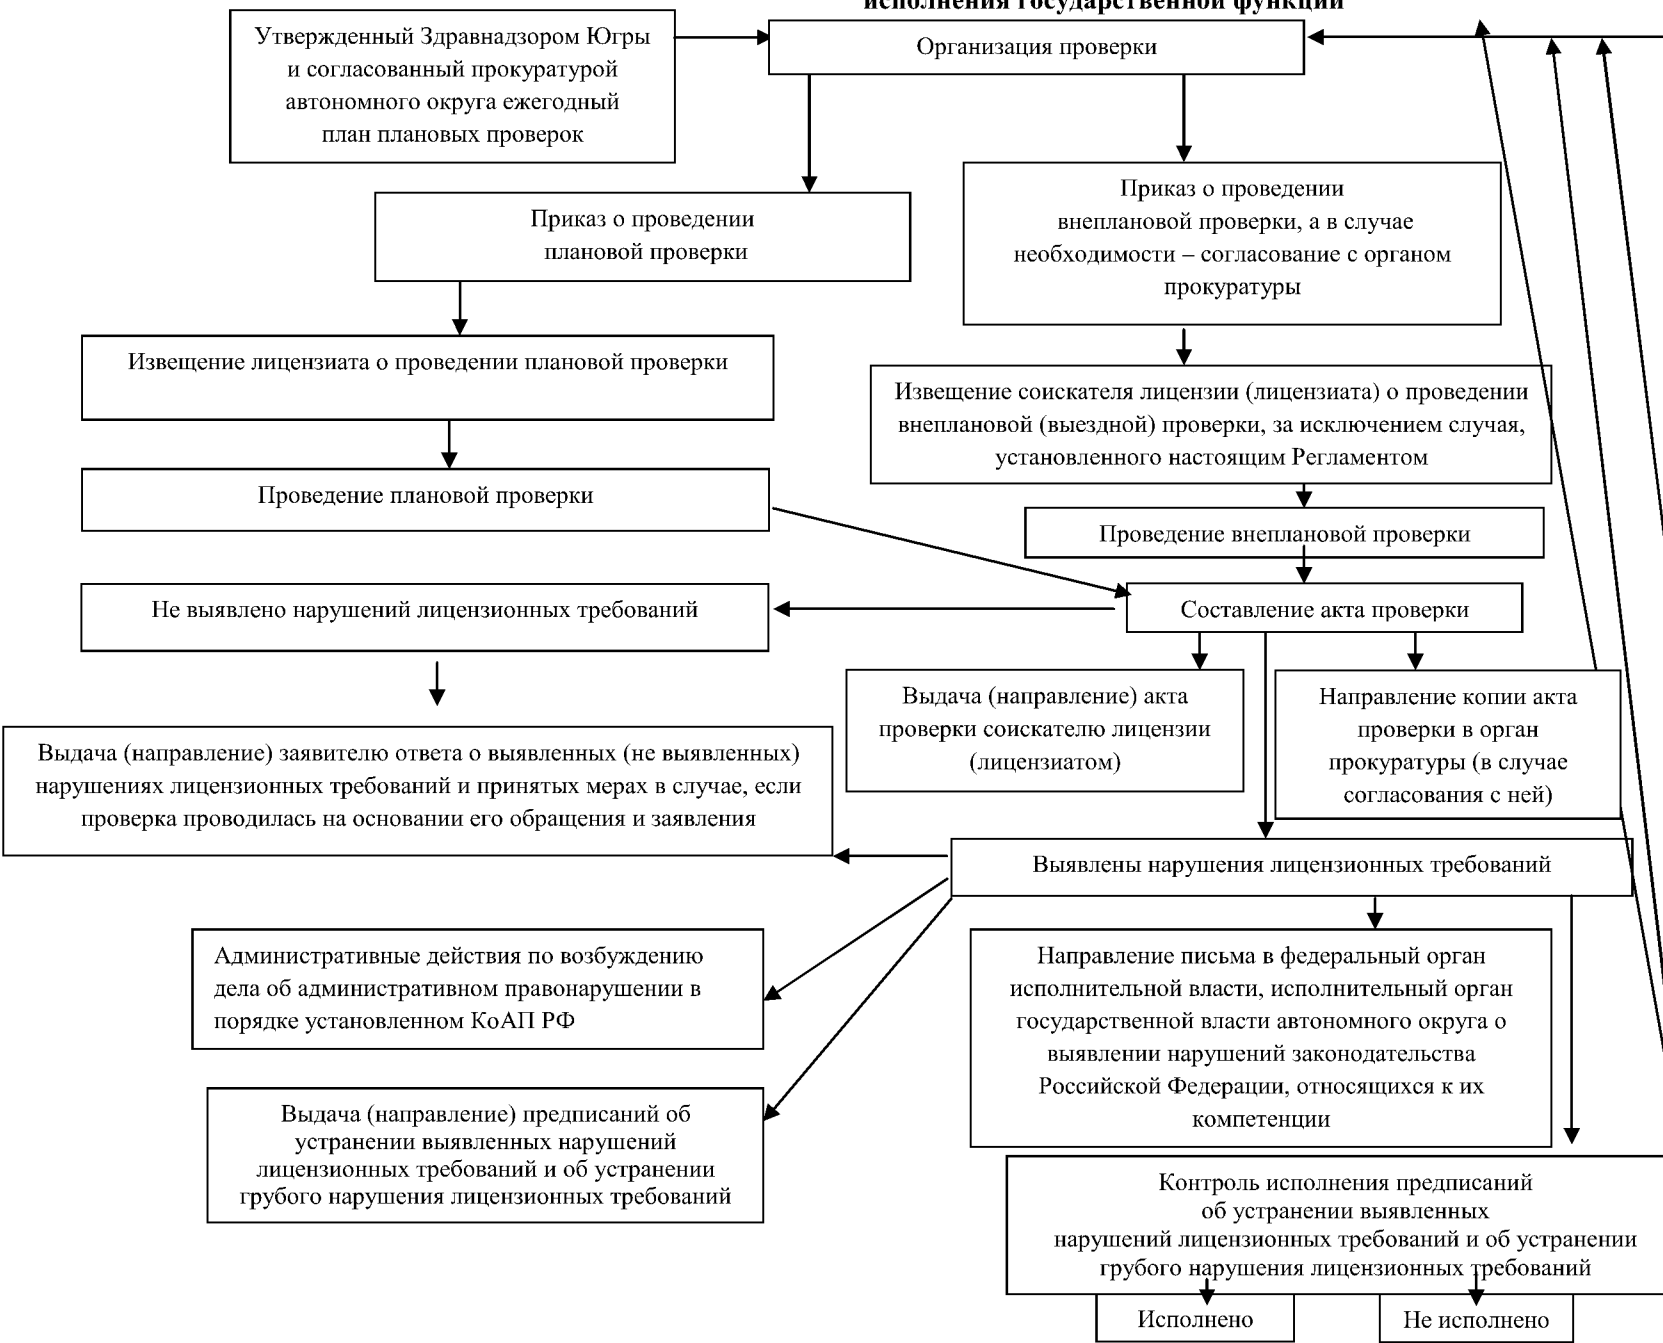 исполнения государственной функции
Утвержденный Здравнадзором Югры
и согласованный прокуратурой
автономного округа ежегодный
план плановых проверок
Организация проверки
Приказ о проведении
плановой проверки
Приказ о проведении
внеплановой проверки, а в случае
необходимости – согласование с органом
прокуратуры
Извещение лицензиата о проведении плановой проверки
Извещение соискателя лицензии (лицензиата) о проведении
внеплановой (выездной) проверки, за исключением случая,
установленного настоящим Регламентом
Проведение плановой проверки
Проведение внеплановой проверки
Не выявлено нарушений лицензионных требований
Составление акта проверки
Выдача (направление) акта
проверки соискателю лицензии
(лицензиатом)
Направление копии акта
проверки в орган
прокуратуры (в случае
согласования с ней)
Выдача (направление) заявителю ответа о выявленных (не выявленных)
нарушениях лицензионных требований и принятых мерах в случае, если
проверка проводилась на основании его обращения и заявления
Выявлены нарушения лицензионных требований
Административные действия по возбуждению
дела об административном правонарушении в
порядке установленном КоАП РФ
Направление письма в федеральный орган
исполнительной власти, исполнительный орган
государственной власти автономного округа о
выявлении нарушений законодательства
Российской Федерации, относящихся к их
компетенции
Выдача (направление) предписаний об
устранении выявленных нарушений
лицензионных требований и об устранении
грубого нарушения лицензионных требований
Контроль исполнения предписаний
об устранении выявленных
нарушений лицензионных требований и об устранении
грубого нарушения лицензионных требований
Исполнено
Не исполнено